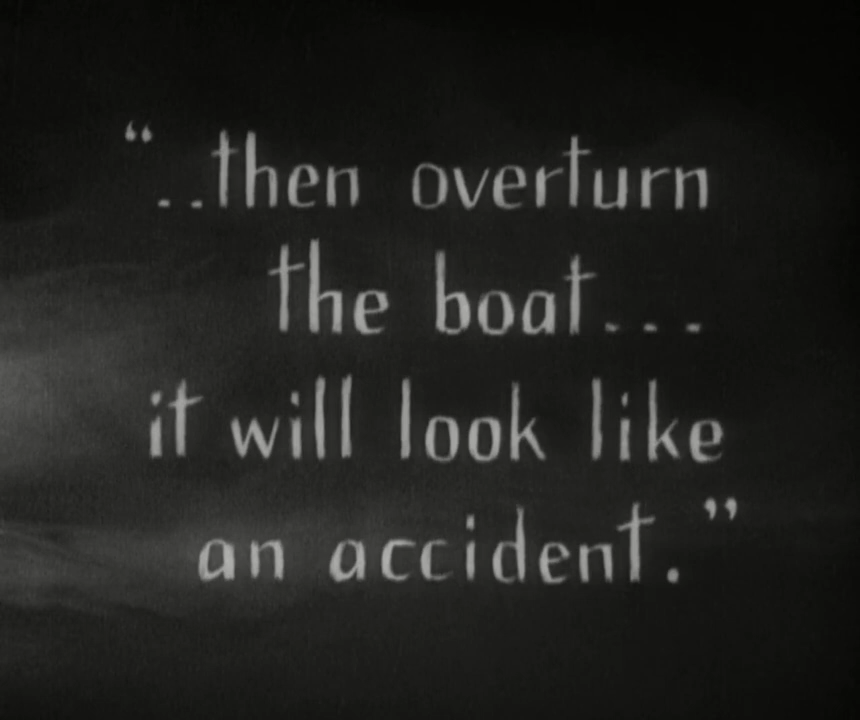 “..then overturn
the boat...
it will look like
an accident.”